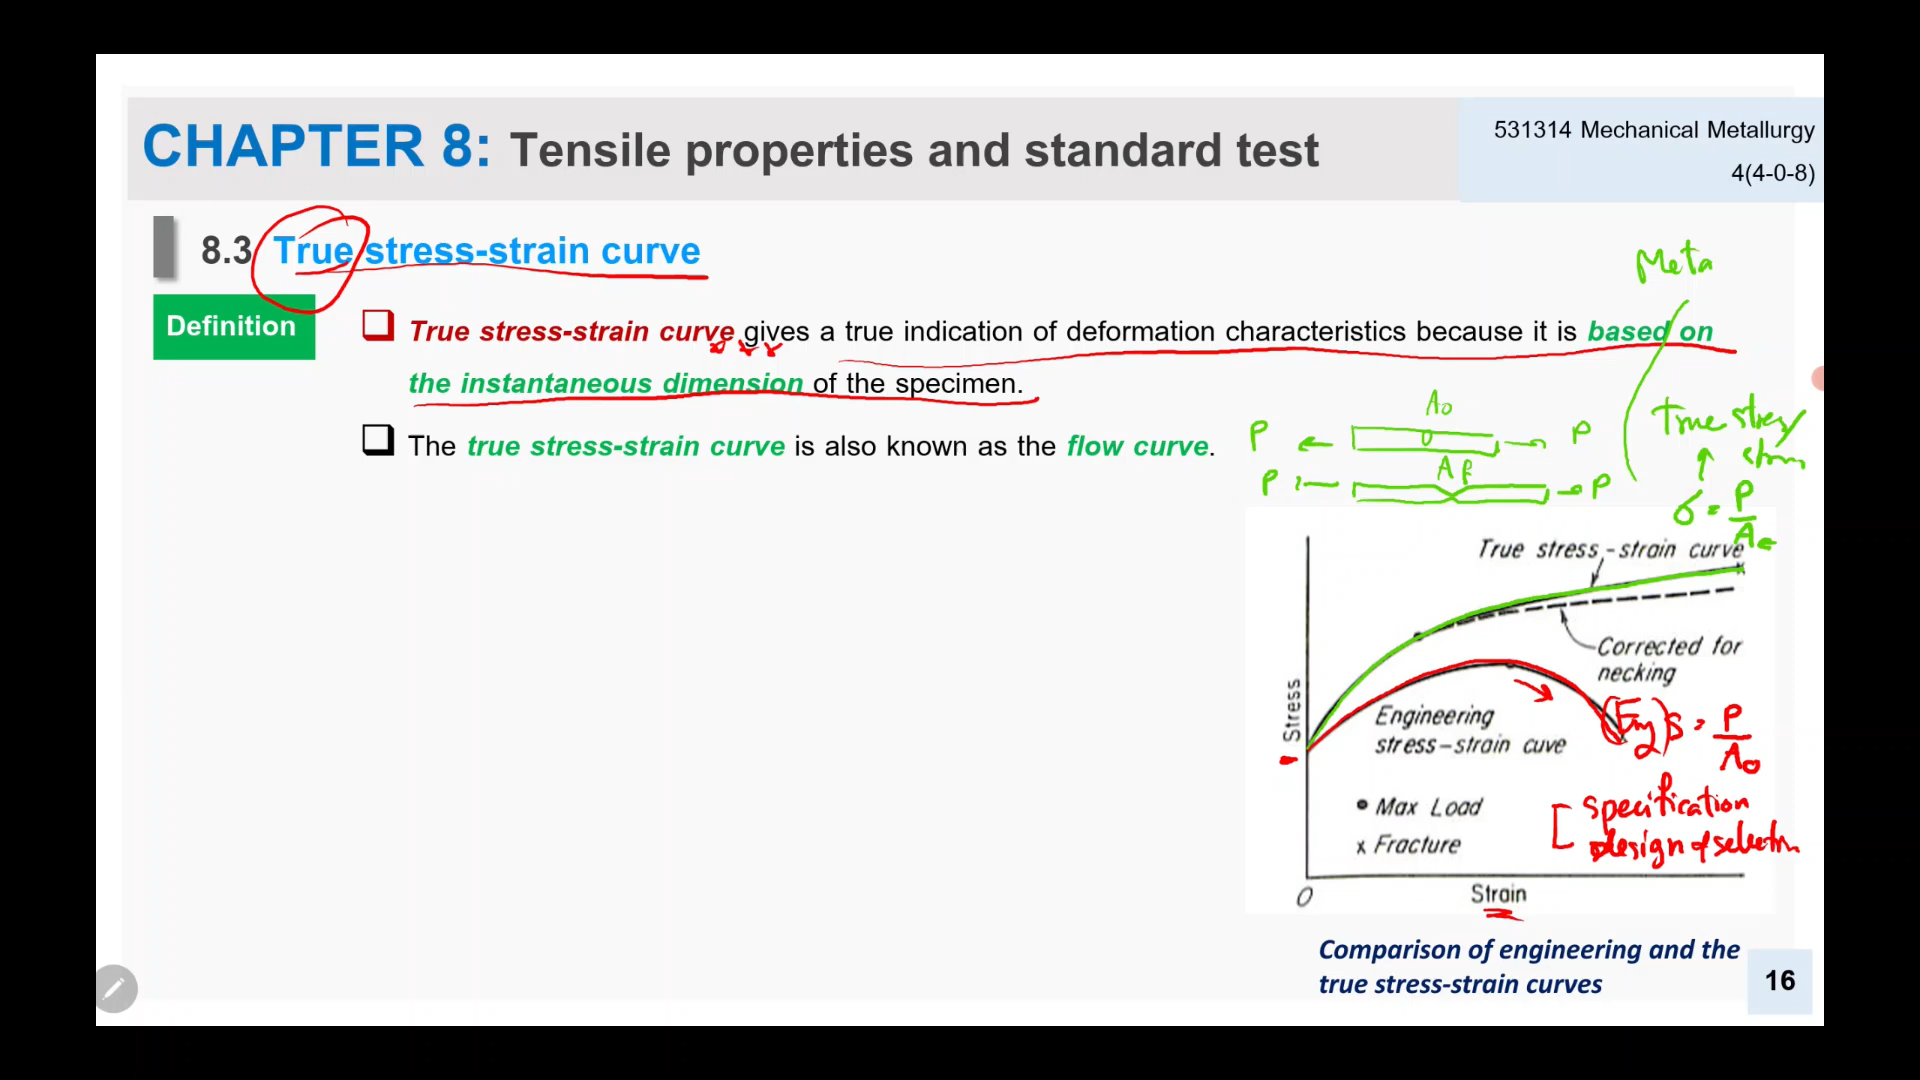 CHAPTER 8: Tensile properties and standard test
531314 Mechanical Metallurgy
4(4-0-8)
8.3 True stress-strain curve
Meta
Definition
True stress-strain curve gives a true indication of deformation characteristics because it is based on
the instantaneous dimension of the specimen.
The true stress-strain curve is also known as the flow curve.
A₀
P P
True stress
Af
P P
σ = P
A
True stress-strain curve
Corrected for
necking
Stress
Engineering
stress-strain cuve
(Eng) S = P
A₀
Max Load
x Fracture
specification
design & selection
O
Strain
Comparison of engineering and the
true stress-strain curves
16